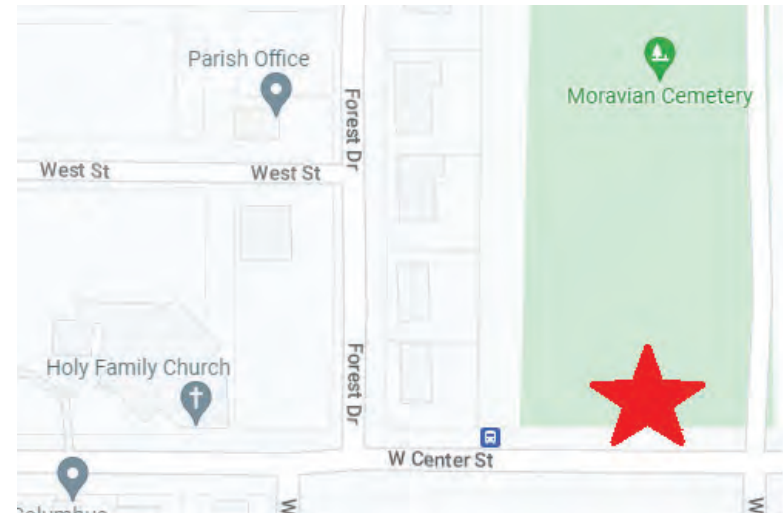 Parish Office
Moravian Cemetery
Forest Dr
West St
West St
Holy Family Church
Forest Dr
W Center St
W
W